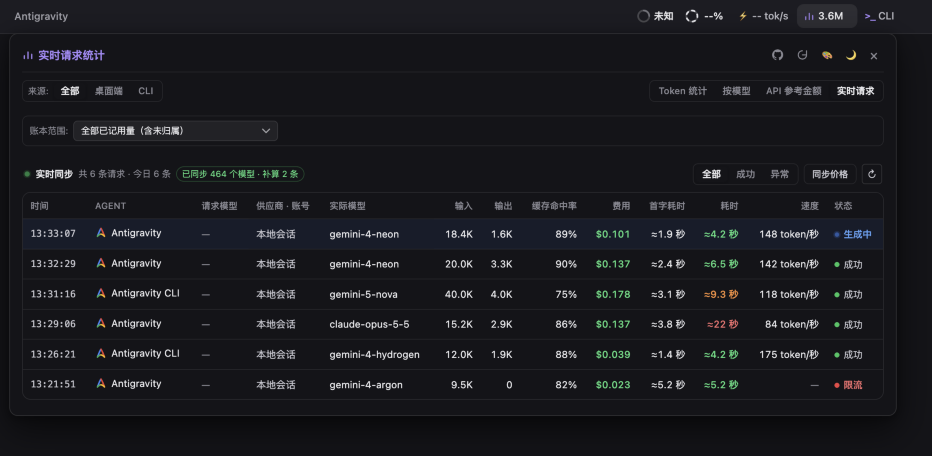 Antigravity 未知 --% -- tok/s 3.6M >_ CLI
实时请求统计
来源: 全部 桌面端 CLI Token 统计 按模型 API 参考金额 实时请求
账本范围: 全部已记用量（含未归属）
实时同步 共 6 条请求 · 今日 6 条 已同步 464 个模型 · 补算 2 条 全部 成功 异常 同步价格
时间 AGENT 请求模型 供应商 · 账号 实际模型 输入 输出 缓存命中率 费用 首字耗时 耗时 速度 状态
13:33:07 Antigravity — 本地会话 gemini-4-neon 18.4K 1.6K 89% $0.101 ≈1.9 秒 ≈4.2 秒 148 token/秒 生成中
13:32:29 Antigravity — 本地会话 gemini-4-neon 20.0K 3.3K 90% $0.137 ≈2.4 秒 ≈6.5 秒 142 token/秒 成功
13:31:16 Antigravity CLI — 本地会话 gemini-5-nova 40.0K 4.0K 75% $0.178 ≈3.1 秒 ≈9.3 秒 118 token/秒 成功
13:29:06 Antigravity — 本地会话 claude-opus-5-5 15.2K 2.9K 86% $0.137 ≈3.8 秒 ≈22 秒 84 token/秒 成功
13:26:21 Antigravity CLI — 本地会话 gemini-4-hydrogen 12.0K 1.9K 88% $0.039 ≈1.4 秒 ≈4.2 秒 175 token/秒 成功
13:21:51 Antigravity — 本地会话 gemini-4-argon 9.5K 0 82% $0.023 ≈5.2 秒 ≈5.2 秒 — 限流